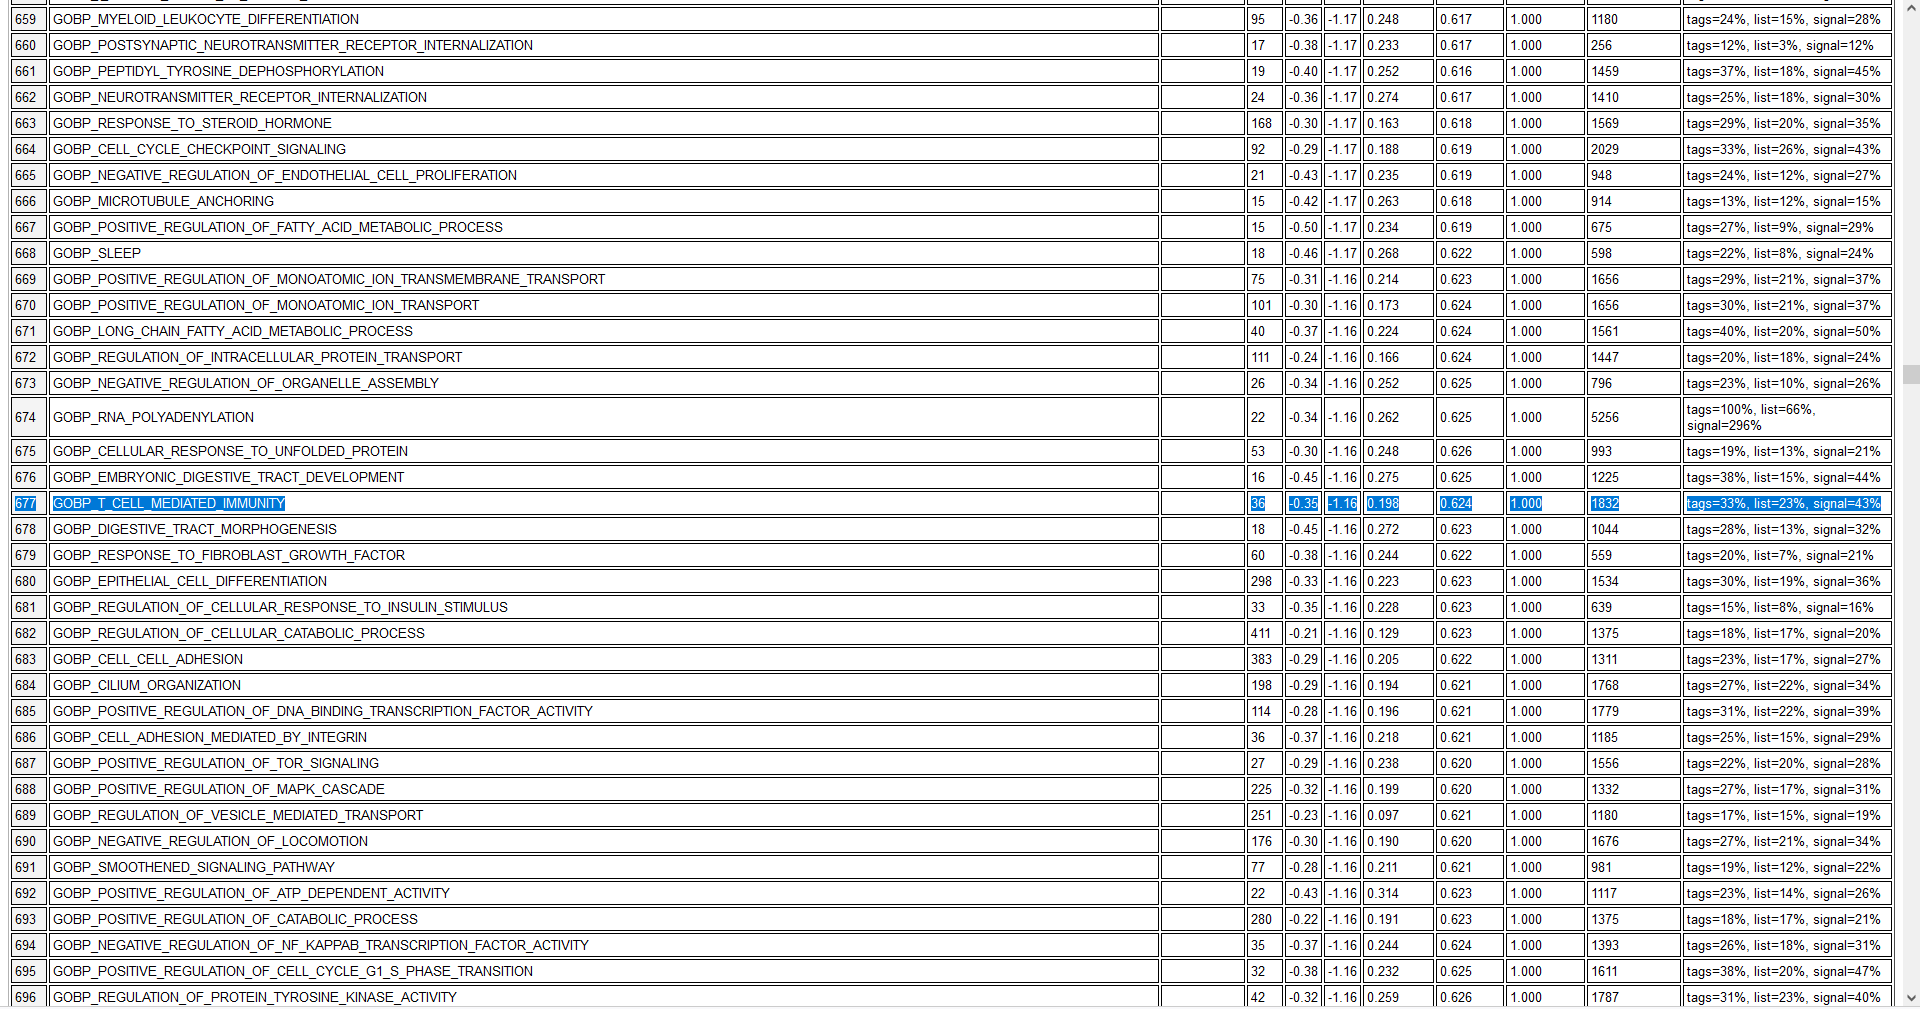 659 GOBP_MYELOID_LEUKOCYTE_DIFFERENTIATION 95 -0.36 -1.17 0.248 0.617 1.000 1180 tags=24%, list=15%, signal=28%
660 GOBP_POSTSYNAPTIC_NEUROTRANSMITTER_RECEPTOR_INTERNALIZATION 17 -0.38 -1.17 0.233 0.617 1.000 256 tags=12%, list=3%, signal=12%
661 GOBP_PEPTIDYL_TYROSINE_DEPHOSPHORYLATION 19 -0.40 -1.17 0.252 0.616 1.000 1459 tags=37%, list=18%, signal=45%
662 GOBP_NEUROTRANSMITTER_RECEPTOR_INTERNALIZATION 24 -0.36 -1.17 0.274 0.617 1.000 1410 tags=25%, list=18%, signal=30%
663 GOBP_RESPONSE_TO_STEROID_HORMONE 168 -0.30 -1.17 0.163 0.618 1.000 1569 tags=29%, list=20%, signal=35%
664 GOBP_CELL_CYCLE_CHECKPOINT_SIGNALING 92 -0.29 -1.17 0.188 0.619 1.000 2029 tags=33%, list=26%, signal=43%
665 GOBP_NEGATIVE_REGULATION_OF_ENDOTHELIAL_CELL_PROLIFERATION 21 -0.43 -1.17 0.235 0.619 1.000 948 tags=24%, list=12%, signal=27%
666 GOBP_MICROTUBULE_ANCHORING 15 -0.42 -1.17 0.263 0.618 1.000 914 tags=13%, list=12%, signal=15%
667 GOBP_POSITIVE_REGULATION_OF_FATTY_ACID_METABOLIC_PROCESS 15 -0.50 -1.17 0.234 0.619 1.000 675 tags=27%, list=9%, signal=29%
668 GOBP_SLEEP 18 -0.46 -1.17 0.268 0.622 1.000 598 tags=22%, list=8%, signal=24%
669 GOBP_POSITIVE_REGULATION_OF_MONOATOMIC_ION_TRANSMEMBRANE_TRANSPORT 75 -0.31 -1.16 0.214 0.623 1.000 1656 tags=29%, list=21%, signal=37%
670 GOBP_POSITIVE_REGULATION_OF_MONOATOMIC_ION_TRANSPORT 101 -0.30 -1.16 0.173 0.624 1.000 1656 tags=30%, list=21%, signal=37%
671 GOBP_LONG_CHAIN_FATTY_ACID_METABOLIC_PROCESS 40 -0.37 -1.16 0.224 0.624 1.000 1561 tags=40%, list=20%, signal=50%
672 GOBP_REGULATION_OF_INTRACELLULAR_PROTEIN_TRANSPORT 111 -0.24 -1.16 0.166 0.624 1.000 1447 tags=20%, list=18%, signal=24%
673 GOBP_NEGATIVE_REGULATION_OF_ORGANELLE_ASSEMBLY 26 -0.34 -1.16 0.252 0.625 1.000 796 tags=23%, list=10%, signal=26%
674 GOBP_RNA_POLYADENYLATION 22 -0.34 -1.16 0.262 0.625 1.000 5256 tags=100%, list=66%,
signal=296%
675 GOBP_CELLULAR_RESPONSE_TO_UNFOLDED_PROTEIN 53 -0.30 -1.16 0.248 0.626 1.000 993 tags=19%, list=13%, signal=21%
676 GOBP_EMBRYONIC_DIGESTIVE_TRACT_DEVELOPMENT 16 -0.45 -1.16 0.275 0.625 1.000 1225 tags=38%, list=15%, signal=44%
677 GOBP_T_CELL_MEDIATED_IMMUNITY 36 -0.35 -1.16 0.198 0.624 1.000 1832 tags=33%, list=23%, signal=43%
678 GOBP_DIGESTIVE_TRACT_MORPHOGENESIS 18 -0.45 -1.16 0.272 0.623 1.000 1044 tags=28%, list=13%, signal=32%
679 GOBP_RESPONSE_TO_FIBROBLAST_GROWTH_FACTOR 60 -0.38 -1.16 0.244 0.622 1.000 559 tags=20%, list=7%, signal=21%
680 GOBP_EPITHELIAL_CELL_DIFFERENTIATION 298 -0.33 -1.16 0.223 0.623 1.000 1534 tags=30%, list=19%, signal=36%
681 GOBP_REGULATION_OF_CELLULAR_RESPONSE_TO_INSULIN_STIMULUS 33 -0.35 -1.16 0.228 0.623 1.000 639 tags=15%, list=8%, signal=16%
682 GOBP_REGULATION_OF_CELLULAR_CATABOLIC_PROCESS 411 -0.21 -1.16 0.129 0.623 1.000 1375 tags=18%, list=17%, signal=20%
683 GOBP_CELL_CELL_ADHESION 383 -0.29 -1.16 0.205 0.622 1.000 1311 tags=23%, list=17%, signal=27%
684 GOBP_CILIUM_ORGANIZATION 198 -0.29 -1.16 0.194 0.621 1.000 1768 tags=27%, list=22%, signal=34%
685 GOBP_POSITIVE_REGULATION_OF_DNA_BINDING_TRANSCRIPTION_FACTOR_ACTIVITY 114 -0.28 -1.16 0.196 0.621 1.000 1779 tags=31%, list=22%, signal=39%
686 GOBP_CELL_ADHESION_MEDIATED_BY_INTEGRIN 36 -0.37 -1.16 0.218 0.621 1.000 1185 tags=25%, list=15%, signal=29%
687 GOBP_POSITIVE_REGULATION_OF_TOR_SIGNALING 27 -0.29 -1.16 0.238 0.620 1.000 1556 tags=22%, list=20%, signal=28%
688 GOBP_POSITIVE_REGULATION_OF_MAPK_CASCADE 225 -0.32 -1.16 0.199 0.620 1.000 1332 tags=27%, list=17%, signal=31%
689 GOBP_REGULATION_OF_VESICLE_MEDIATED_TRANSPORT 251 -0.23 -1.16 0.097 0.621 1.000 1180 tags=17%, list=15%, signal=19%
690 GOBP_NEGATIVE_REGULATION_OF_LOCOMOTION 176 -0.30 -1.16 0.190 0.620 1.000 1676 tags=27%, list=21%, signal=34%
691 GOBP_SMOOTHENED_SIGNALING_PATHWAY 77 -0.28 -1.16 0.211 0.621 1.000 981 tags=19%, list=12%, signal=22%
692 GOBP_POSITIVE_REGULATION_OF_ATP_DEPENDENT_ACTIVITY 22 -0.43 -1.16 0.314 0.623 1.000 1117 tags=23%, list=14%, signal=26%
693 GOBP_POSITIVE_REGULATION_OF_CATABOLIC_PROCESS 280 -0.22 -1.16 0.191 0.623 1.000 1375 tags=18%, list=17%, signal=21%
694 GOBP_NEGATIVE_REGULATION_OF_NF_KAPPAB_TRANSCRIPTION_FACTOR_ACTIVITY 35 -0.37 -1.16 0.244 0.624 1.000 1393 tags=26%, list=18%, signal=31%
695 GOBP_POSITIVE_REGULATION_OF_CELL_CYCLE_G1_S_PHASE_TRANSITION 32 -0.38 -1.16 0.232 0.625 1.000 1611 tags=38%, list=20%, signal=47%
696 GOBP_REGULATION_OF_PROTEIN_TYROSINE_KINASE_ACTIVITY 42 -0.32 -1.16 0.259 0.626 1.000 1787 tags=31%, list=23%, signal=40%